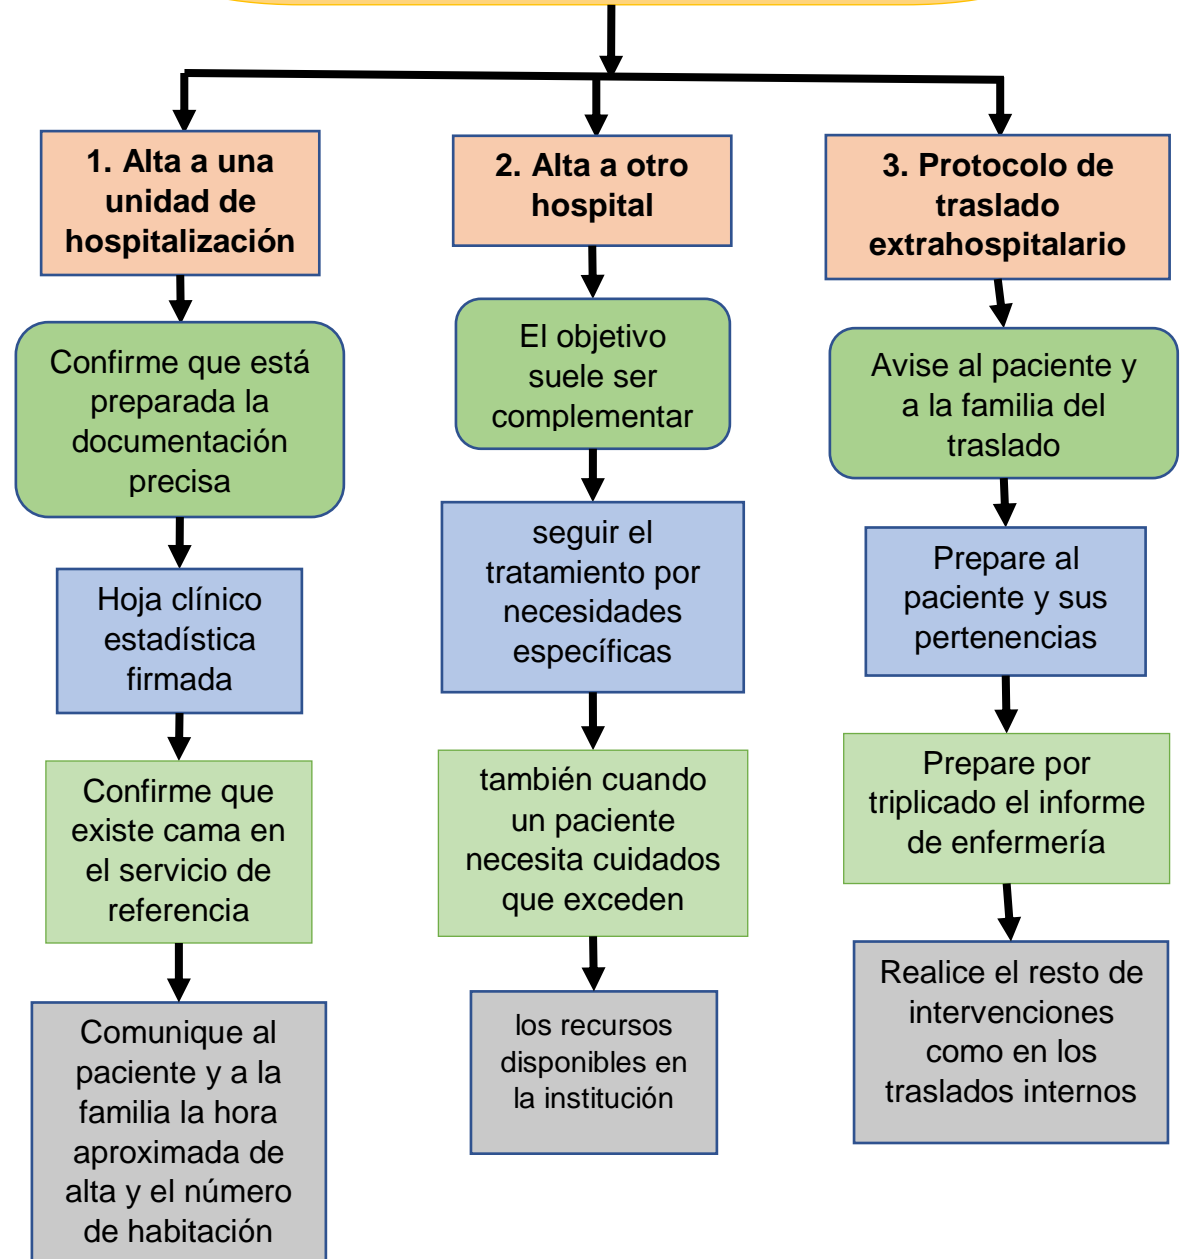 1. Alta a una
unidad de
hospitalización
Confirme que está
preparada la
documentación
precisa
Hoja clínico
estadística
firmada
Confirme que
existe cama en
el servicio de
referencia
Comunique al
paciente y a la
familia la hora
aproximada de
alta y el número
de habitación
2. Alta a otro
hospital
El objetivo
suele ser
complementar
seguir el
tratamiento por
necesidades
específicas
también cuando
un paciente
necesita cuidados
que exceden
los recursos
disponibles en
la institución
3. Protocolo de
traslado
extrahospitalario
Avise al paciente y
a la familia del
traslado
Prepare al
paciente y sus
pertenencias
Prepare por
triplicado el informe
de enfermería
Realice el resto de
intervenciones
como en los
traslados internos